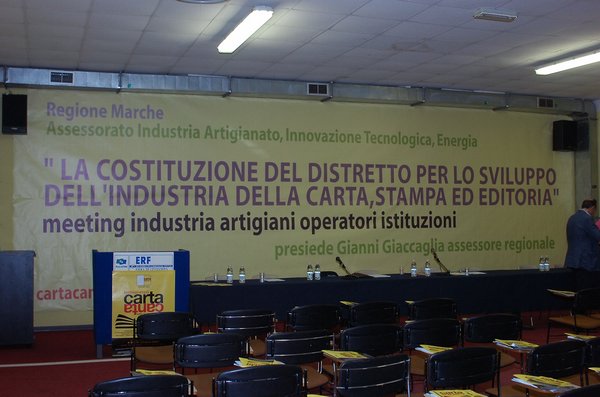 Regione Marche
Assessorato Industria Artigianato, Innovazione Tecnologica, Energia
" LA COSTITUZIONE DEL DISTRETTO PER LO SVILUPPO
DELL'INDUSTRIA DELLA CARTA,STAMPA ED EDITORIA"
meeting industria artigiani operatori istituzioni
presiede Gianni Giaccaglia assessore regionale
cartacan
ERF
carta
canta